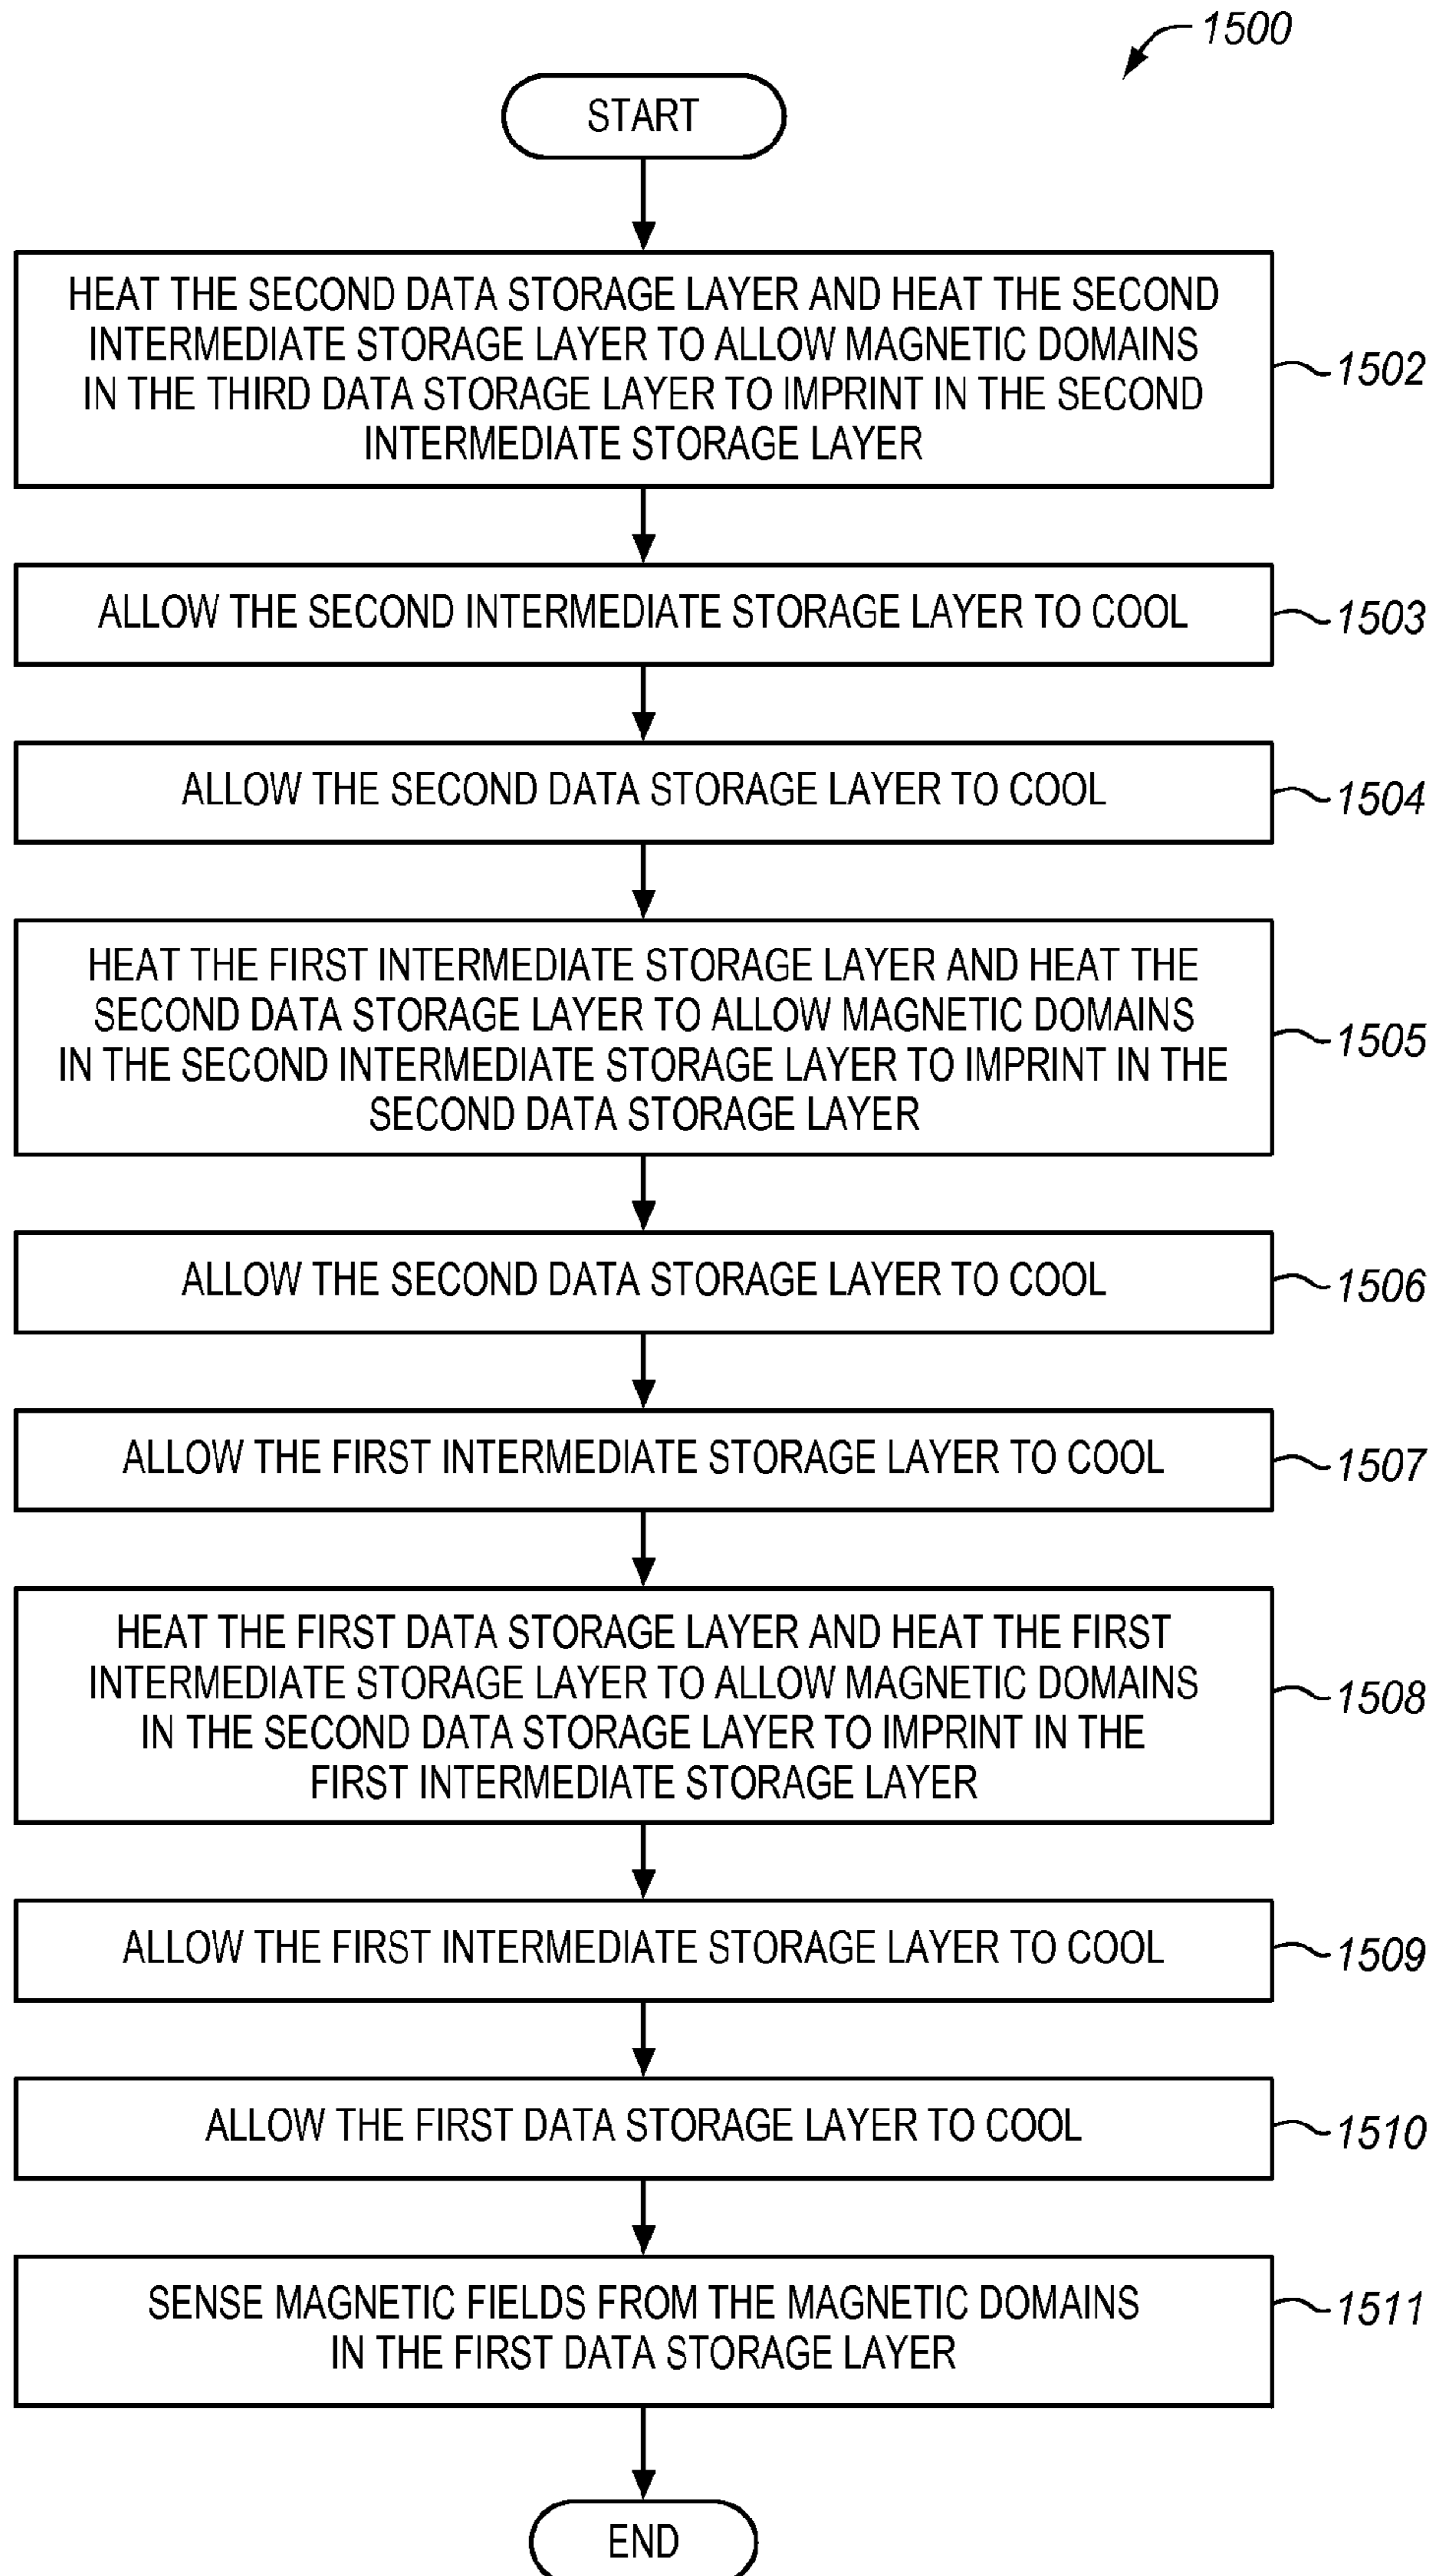 1500
START
HEAT THE SECOND DATA STORAGE LAYER AND HEAT THE SECOND
INTERMEDIATE STORAGE LAYER TO ALLOW MAGNETIC DOMAINS
IN THE THIRD DATA STORAGE LAYER TO IMPRINT IN THE SECOND
INTERMEDIATE STORAGE LAYER
1502
ALLOW THE SECOND INTERMEDIATE STORAGE LAYER TO COOL
1503
ALLOW THE SECOND DATA STORAGE LAYER TO COOL
1504
HEAT THE FIRST INTERMEDIATE STORAGE LAYER AND HEAT THE
SECOND DATA STORAGE LAYER TO ALLOW MAGNETIC DOMAINS
IN THE SECOND INTERMEDIATE STORAGE LAYER TO IMPRINT IN THE
SECOND DATA STORAGE LAYER
1505
ALLOW THE SECOND DATA STORAGE LAYER TO COOL
1506
ALLOW THE FIRST INTERMEDIATE STORAGE LAYER TO COOL
1507
HEAT THE FIRST DATA STORAGE LAYER AND HEAT THE FIRST
INTERMEDIATE STORAGE LAYER TO ALLOW MAGNETIC DOMAINS
IN THE SECOND DATA STORAGE LAYER TO IMPRINT IN THE
FIRST INTERMEDIATE STORAGE LAYER
1508
ALLOW THE FIRST INTERMEDIATE STORAGE LAYER TO COOL
1509
ALLOW THE FIRST DATA STORAGE LAYER TO COOL
1510
SENSE MAGNETIC FIELDS FROM THE MAGNETIC DOMAINS
IN THE FIRST DATA STORAGE LAYER
1511
END